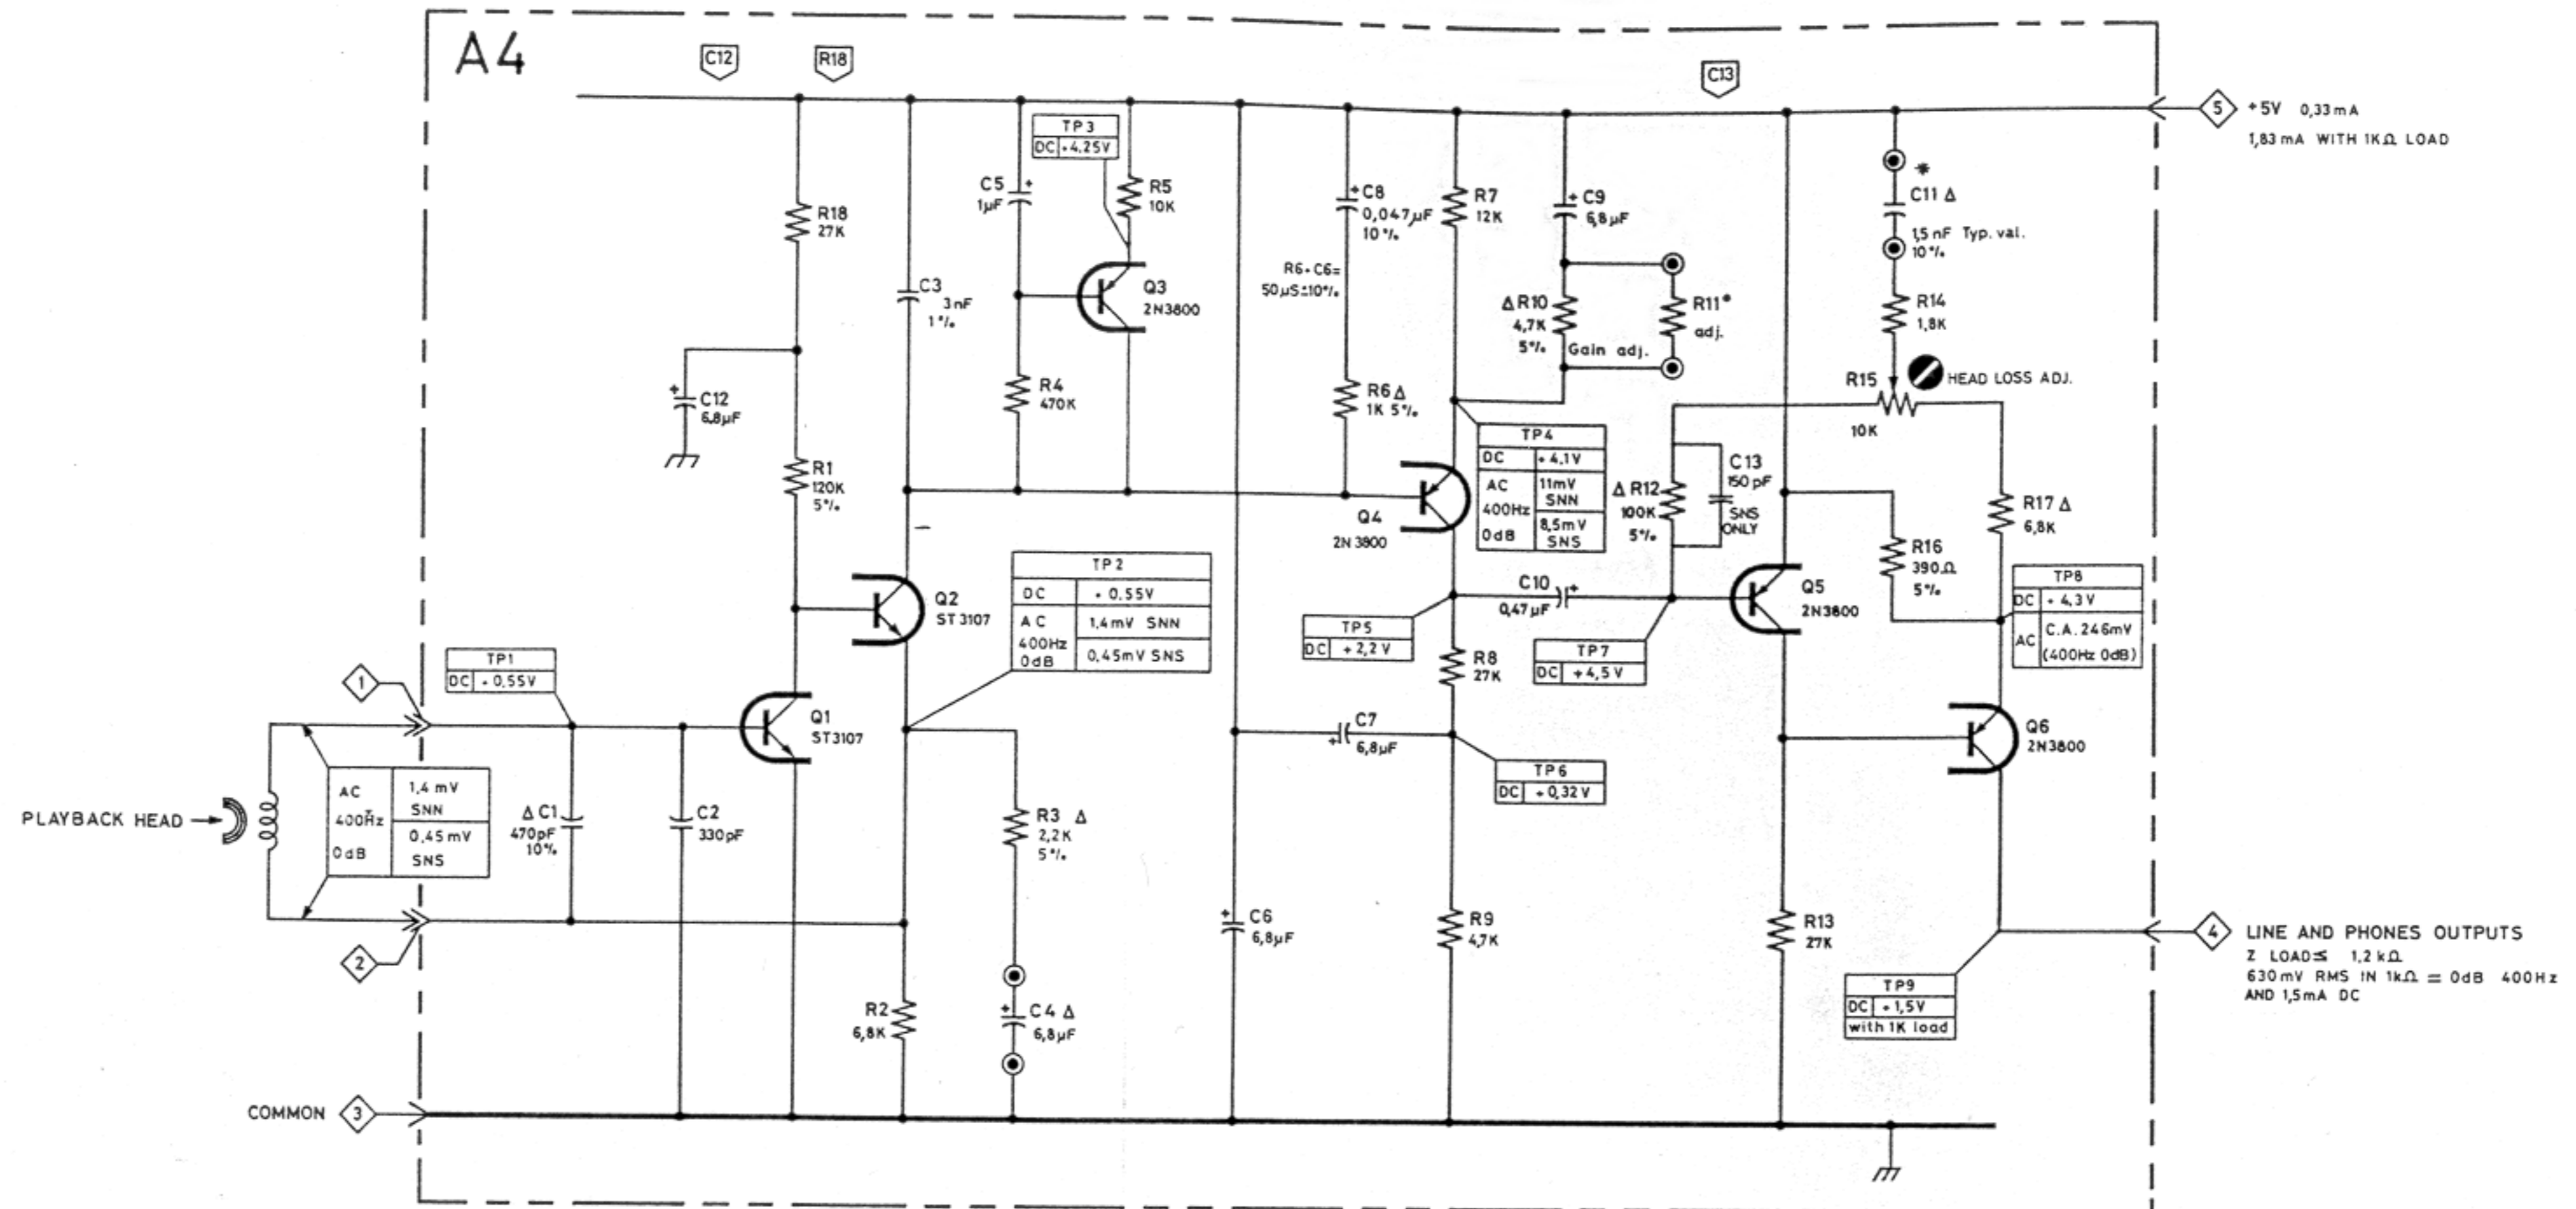 A4
C12
R18
C13
5
+5V 0,33mA
1,83 mA WITH 1KΩ LOAD
TP3
DC +4.25V
C5
1µF
R5
10K
R18
27K
C3
3nF
1%
Q3
2N3800
R4
470K
C12
6.8µF
R1
120K
5%
C8
0,047µF
10%
R6·C6=
50µS±10%
R6 Δ
1K 5%
R7
12K
C9
6,8µF
Δ R10
4,7K
5%
Gain adj.
R11*
adj.
*
C11 Δ
1,5 nF Typ. val.
10%
R14
1,8K
R15
10K
HEAD LOSS ADJ.
TP4
DC +4.1V
AC 400Hz 0dB
11mV SNN
8,5mV SNS
Q4
2N3800
Δ R12
100K
5%
C13
150pF
SNS
ONLY
R17 Δ
6,8K
R16
390Ω
5%
TP8
DC +4.3V
AC C.A. 246mV
(400Hz 0dB)
Q2
ST3107
TP2
DC +0.55V
AC 400Hz 0dB
1,4mV SNN
0,45mV SNS
C10
0,47µF
Q5
2N3800
TP5
DC +2,2V
TP7
DC +4,5V
R8
27K
1
TP1
DC +0.55V
Q1
ST3107
C7
6,8µF
TP6
DC +0,32V
Q6
2N3800
PLAYBACK HEAD
AC 400Hz 0dB
1,4mV SNN
0,45mV SNS
Δ C1
470pF
10%
C2
330pF
R3 Δ
2,2K
5%
C6
6,8µF
R9
4,7K
R13
27K
4
LINE AND PHONES OUTPUTS
Z LOAD≤ 1,2kΩ
630mV RMS IN 1kΩ = 0dB 400Hz
AND 1,5mA DC
2
R2
6,8K
C4 Δ
6,8µF
TP9
DC +1,5V
with 1K load
COMMON 3